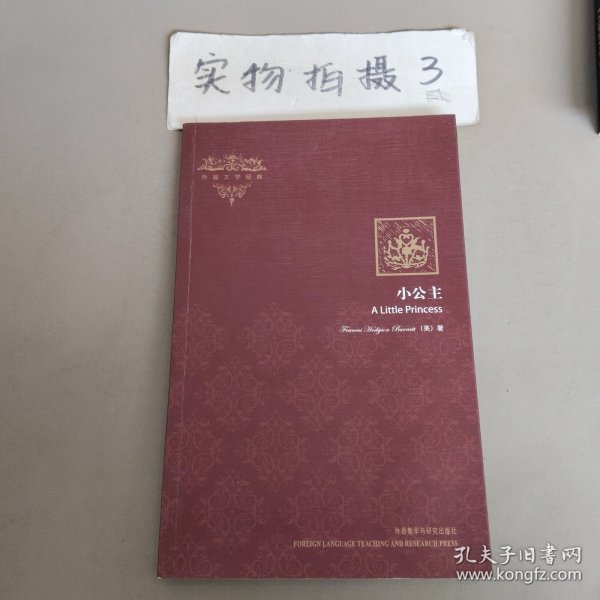 实物拍摄3
外国文学经典
小公主
A Little Princess
Frances Hodgson Burnett（美）著
外语教学与研究出版社
FOREIGN LANGUAGE TEACHING AND RESEARCH PRESS
孔夫子旧书网
www.kongfz.com